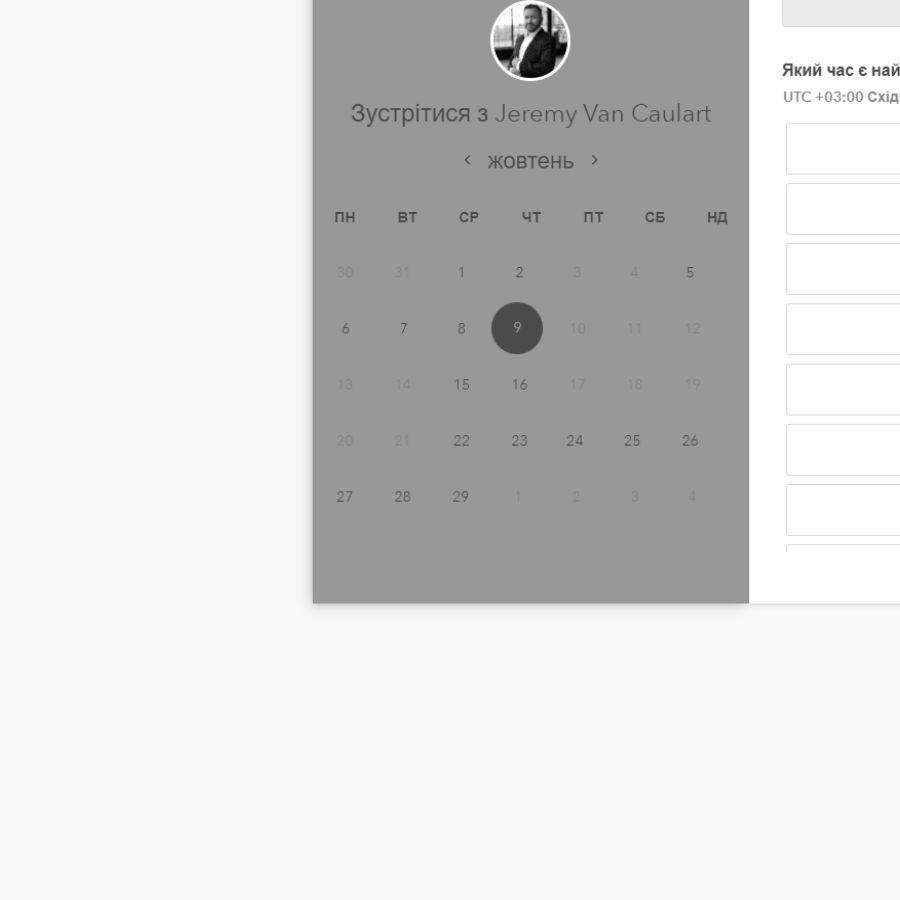 Зустрітися з Jeremy Van Caulart
жовтень
ПН ВТ СР ЧТ ПТ СБ НД
30 31 1 2 3 4 5
6 7 8 9 10 11 12
13 14 15 16 17 18 19
20 21 22 23 24 25 26
27 28 29 1 2 3 4
Який час є най
UTC +03:00 Схід